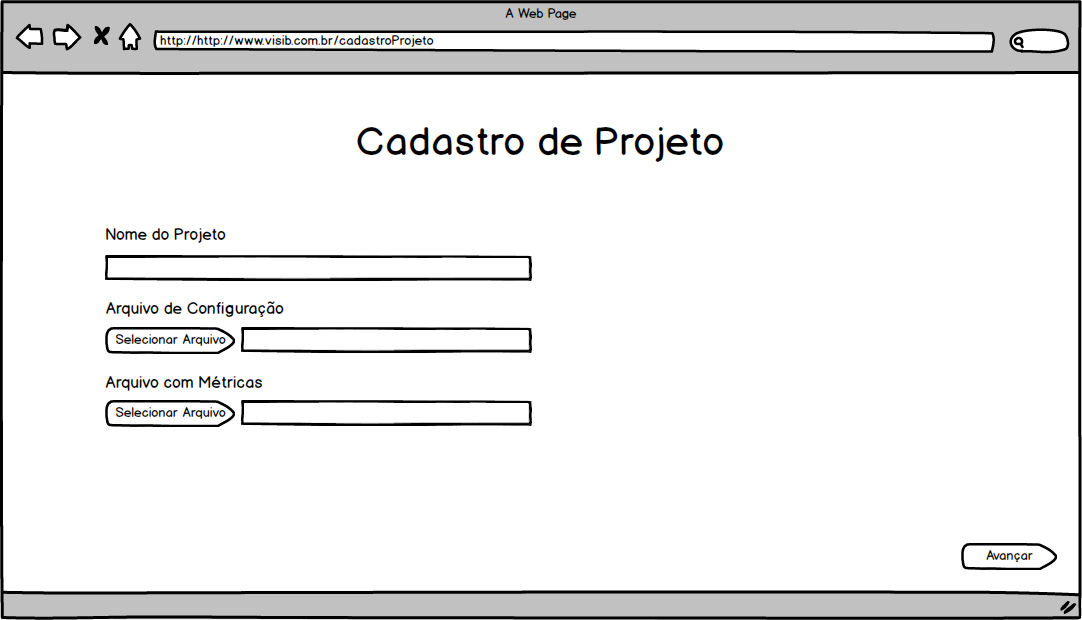 A Web Page
http://http://www.visib.com.br/cadastroProjeto
Cadastro de Projeto
Nome do Projeto
Arquivo de Configuração
Selecionar Arquivo
Arquivo com Métricas
Selecionar Arquivo
Avançar